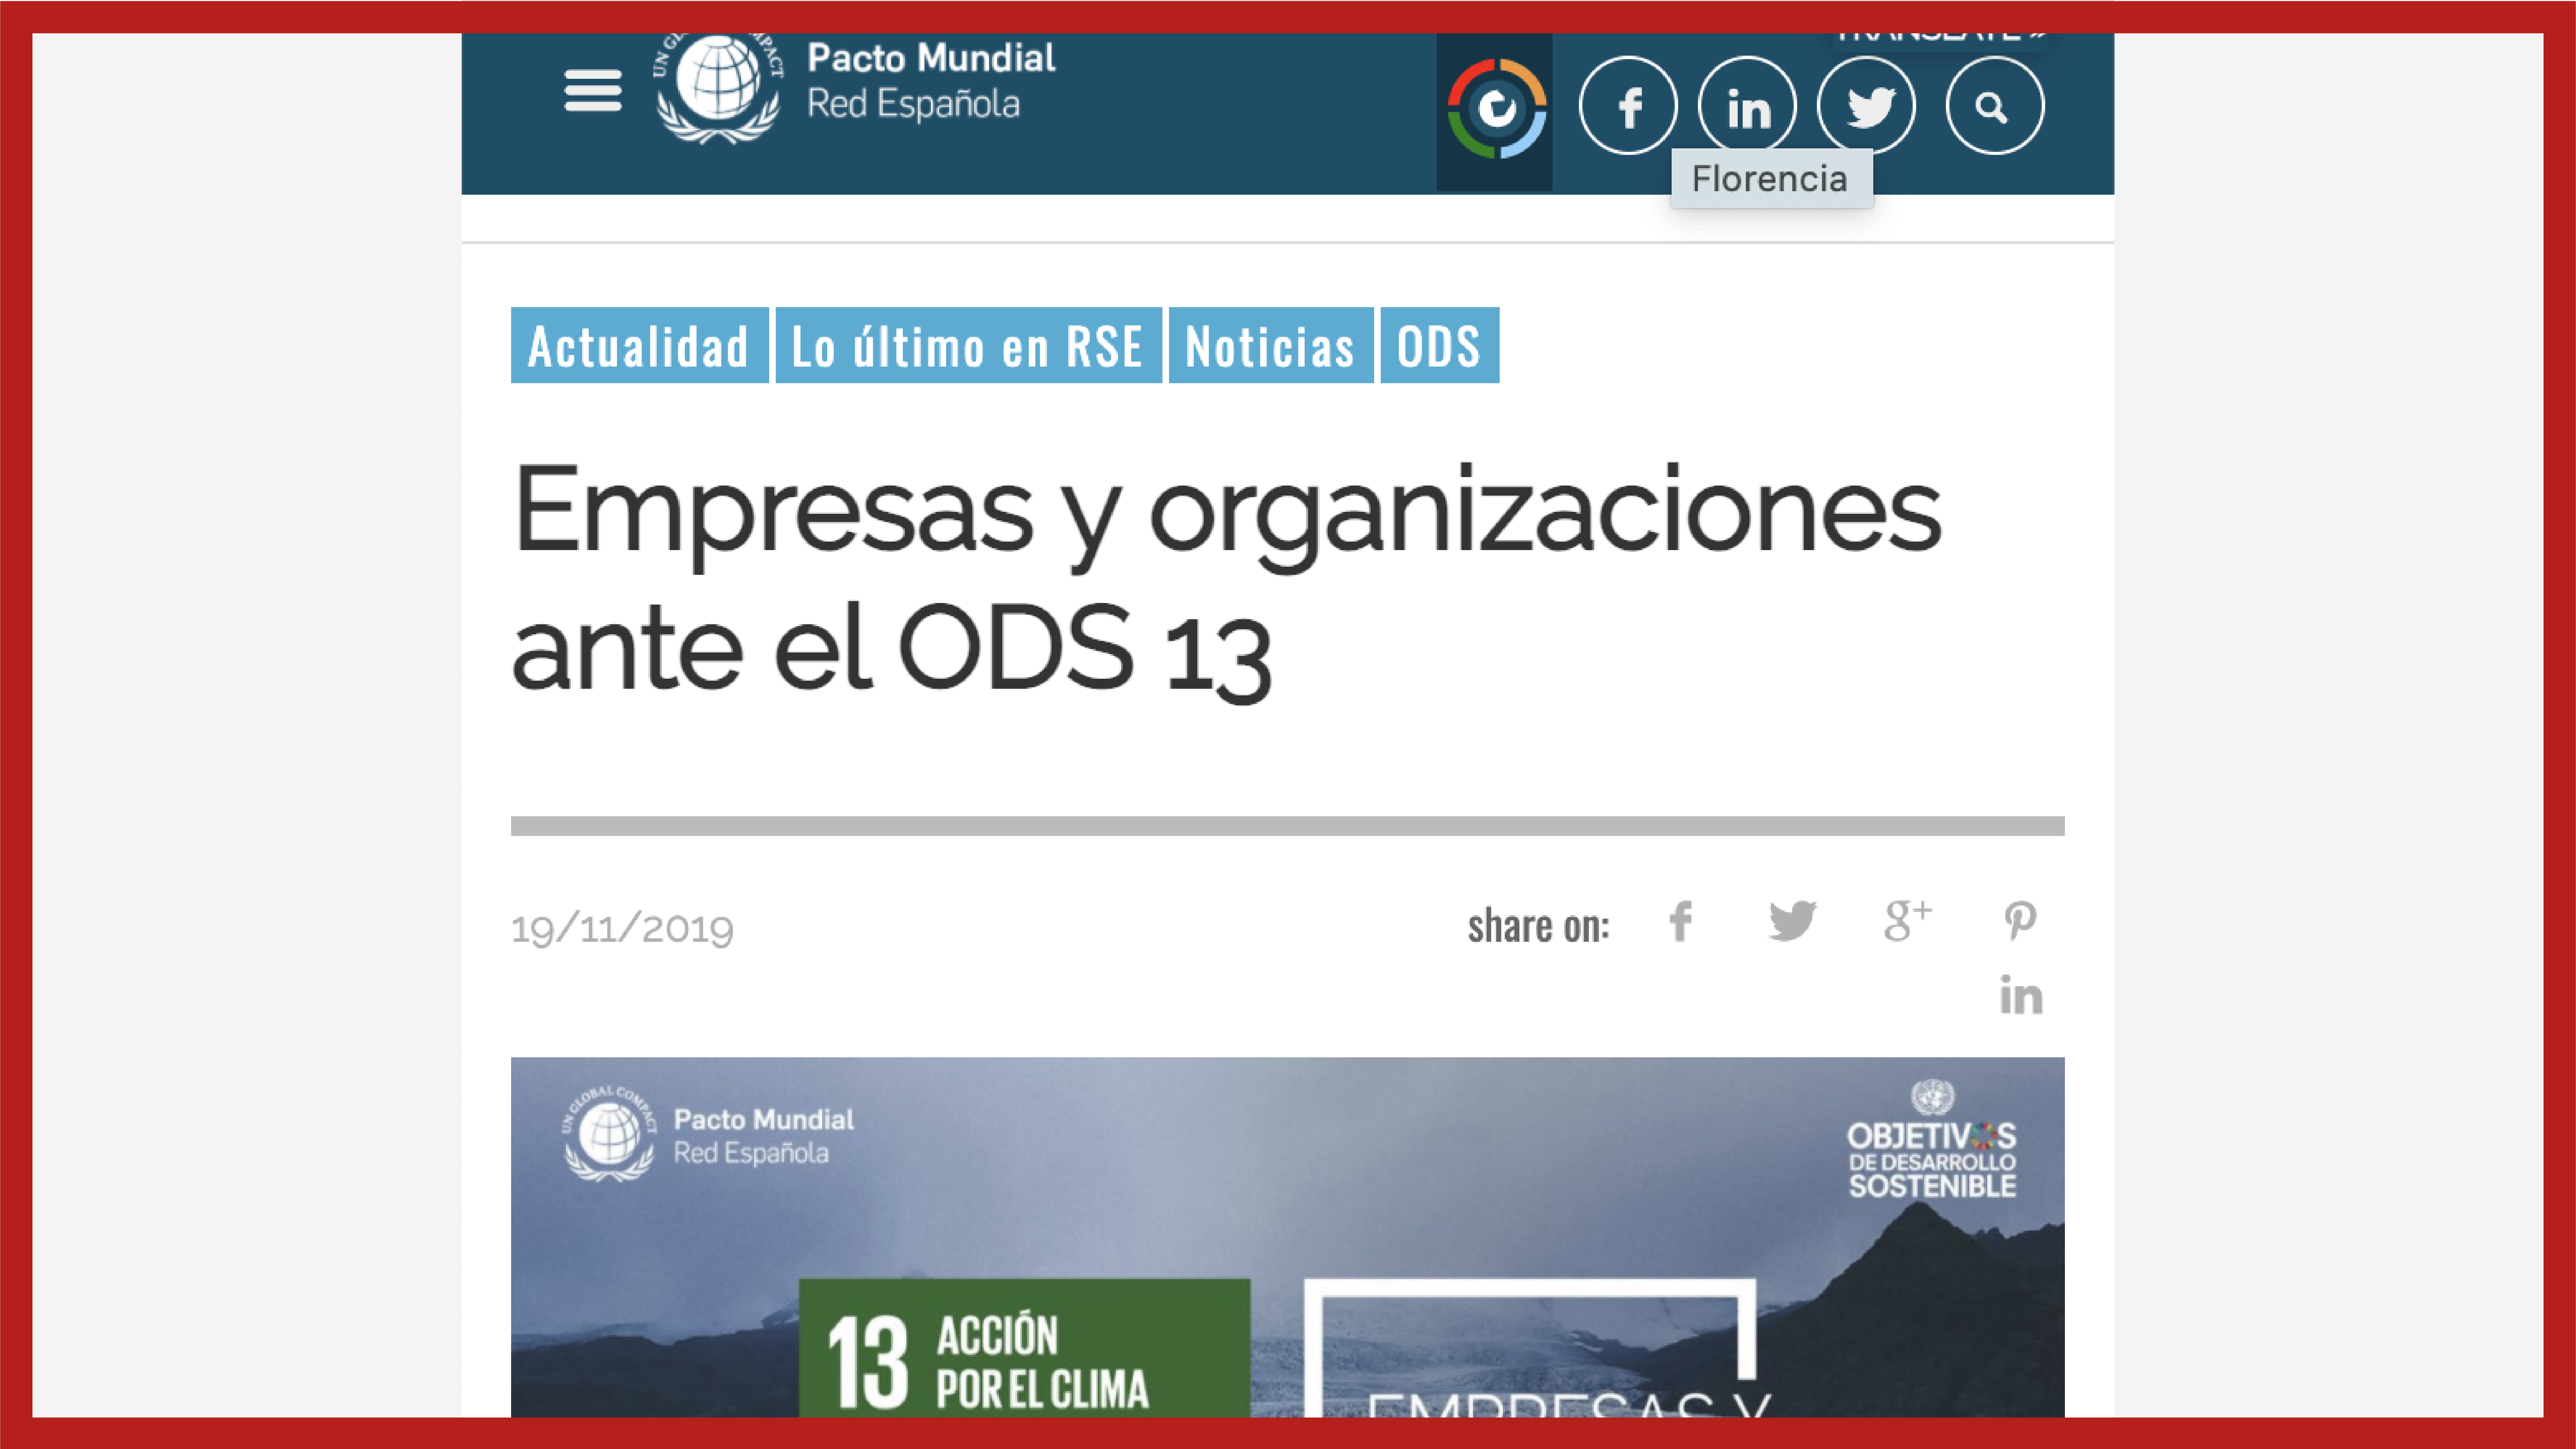 TRANSLATE »
UN GLOBAL COMPACT
Pacto Mundial
Red Española
Florencia
Actualidad
Lo último en RSE
Noticias
ODS
Empresas y organizaciones
ante el ODS 13
19/11/2019
share on:
UN GLOBAL COMPACT
Pacto Mundial
Red Española
OBJETIVOS
DE DESARROLLO
SOSTENIBLE
13 ACCIÓN
POR EL CLIMA
EMPRESAS Y